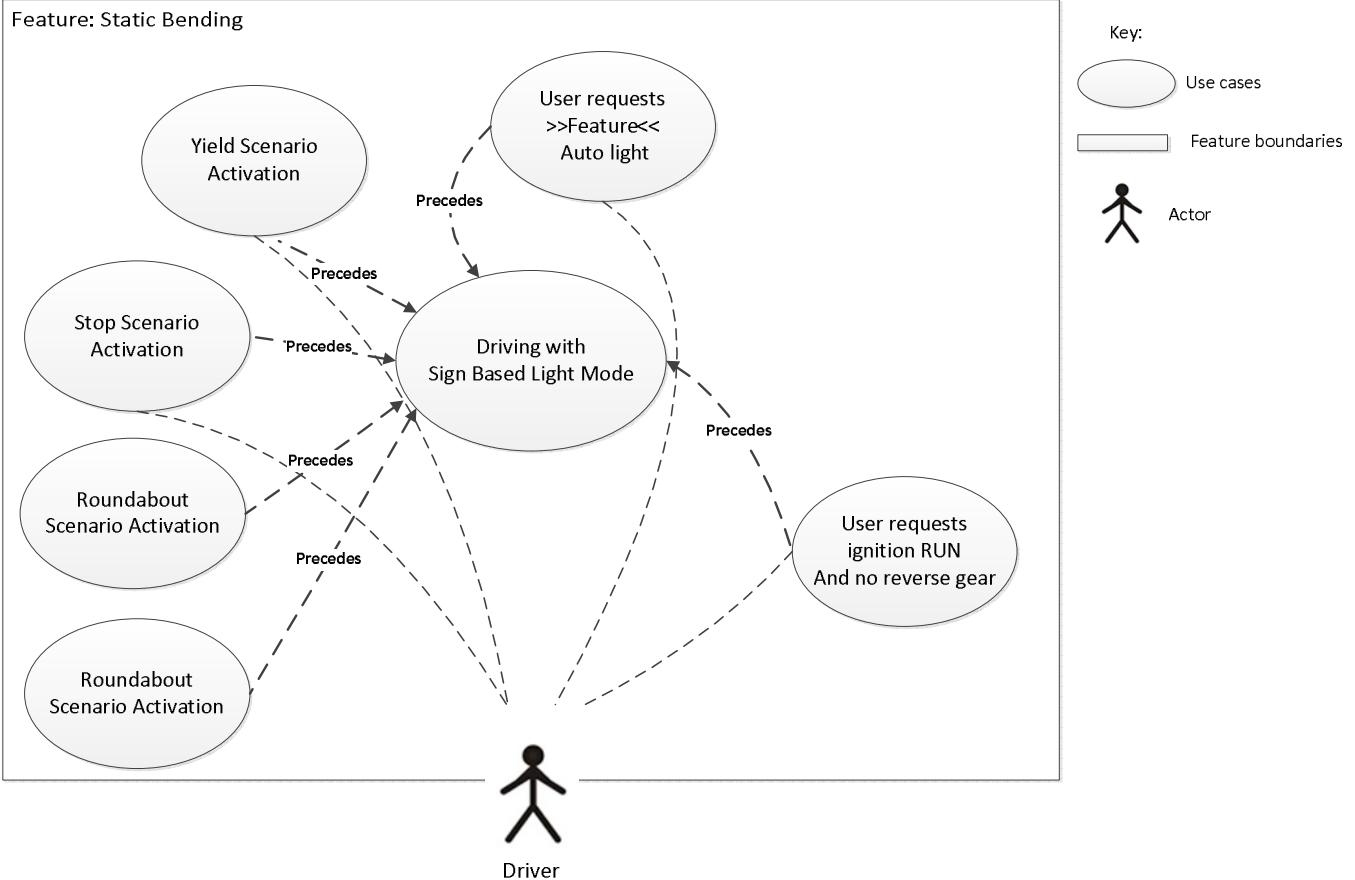 Feature: Static Bending
Key:
Use cases
Feature boundaries
Actor
User requests
>>Feature<<
Auto light
Yield Scenario
Activation
Precedes
Precedes
Stop Scenario
Activation
Precedes
Driving with
Sign Based Light Mode
Precedes
Precedes
Roundabout
Scenario Activation
User requests
ignition RUN
And no reverse gear
Precedes
Roundabout
Scenario Activation
Driver